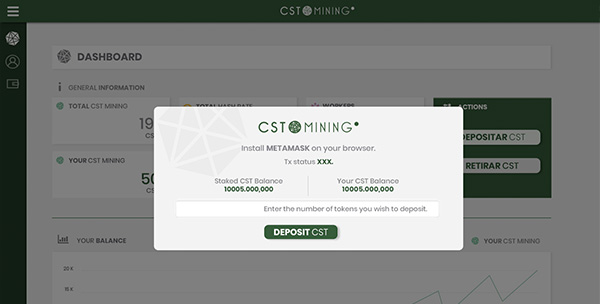 CST MINING
DASHBOARD
GENERAL INFORMATION
TOTAL CST MINING
TOTAL HASH RATE
WORKERS
ACTIONS
19
CST MINING
Install METAMASK on your browser.
Tx status XXX.
DEPOSITAR CST
YOUR CST MINING
RETIRAR CST
50
Staked CST Balance
10005.000,000
Your CST Balance
10005.000,000
Enter the number of tokens you wish to deposit.
DEPOSIT CST
YOUR BALANCE
YOUR CST MINING
20 K
15 K